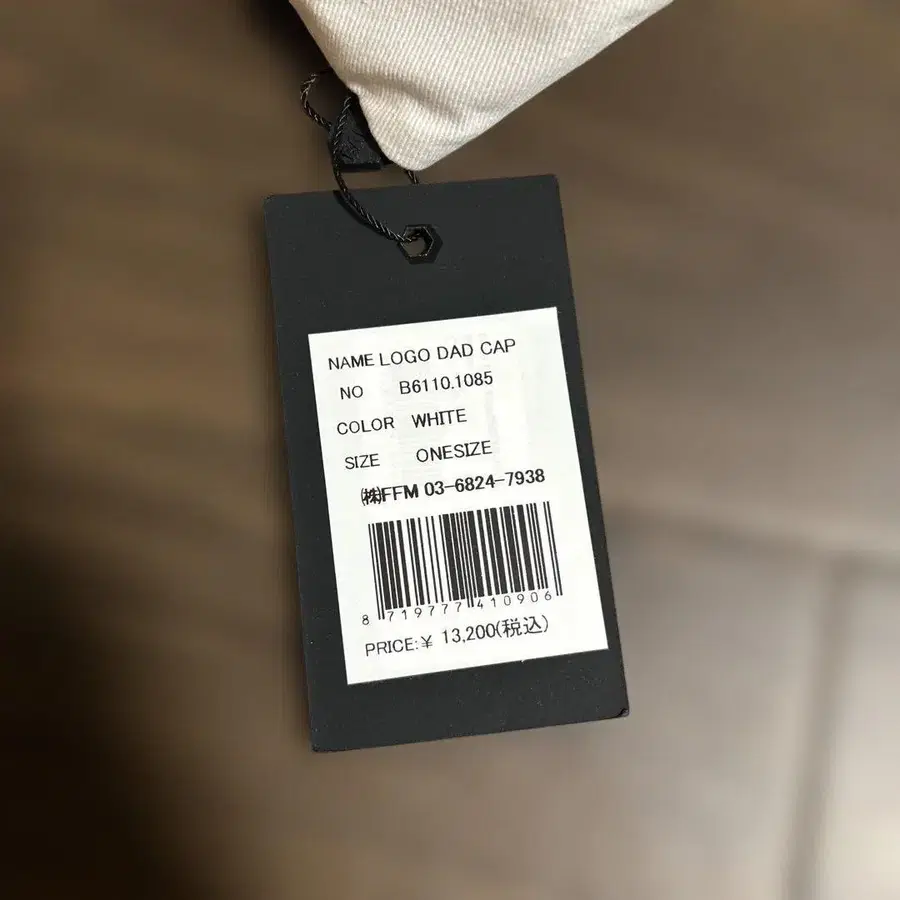 NAME LOGO DAD CAP
NO B6110.1085
COLOR WHITE
SIZE ONESIZE
㈱FFM 03-6824-7938
8 719777 410906
PRICE:¥ 13,200(税込)